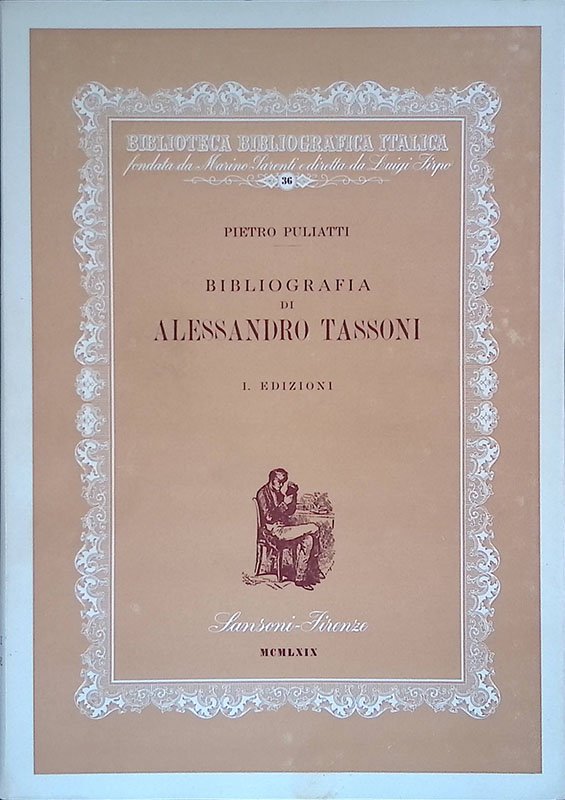 BIBLIOTECA BIBLIOGRAFICA ITALICA
fondata da Marino Parenti e diretta da Luigi Firpo
36
PIETRO PULIATTI
BIBLIOGRAFIA
DI
ALESSANDRO TASSONI
I. EDIZIONI
Sansoni-Firenze
MCMLXIX